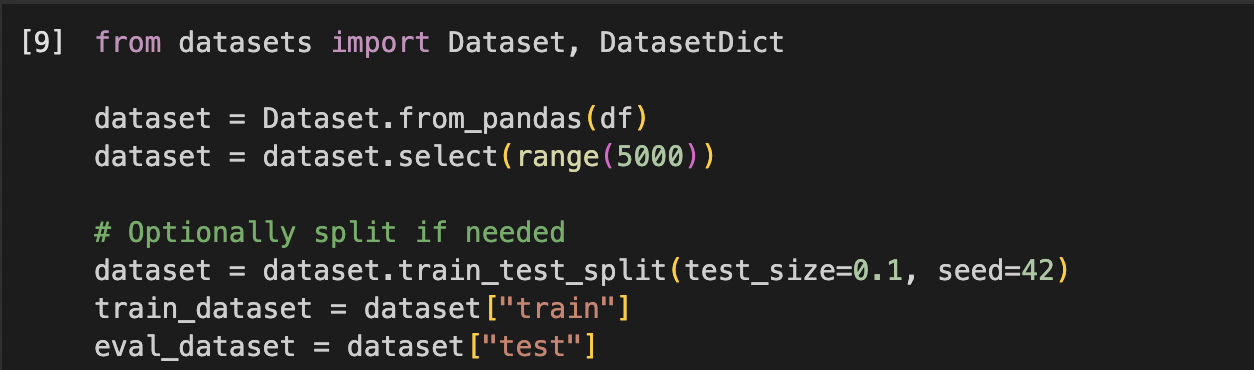 [9] from datasets import Dataset, DatasetDict
dataset = Dataset.from_pandas(df)
dataset = dataset.select(range(5000))
# Optionally split if needed
dataset = dataset.train_test_split(test_size=0.1, seed=42)
train_dataset = dataset["train"]
eval_dataset = dataset["test"]